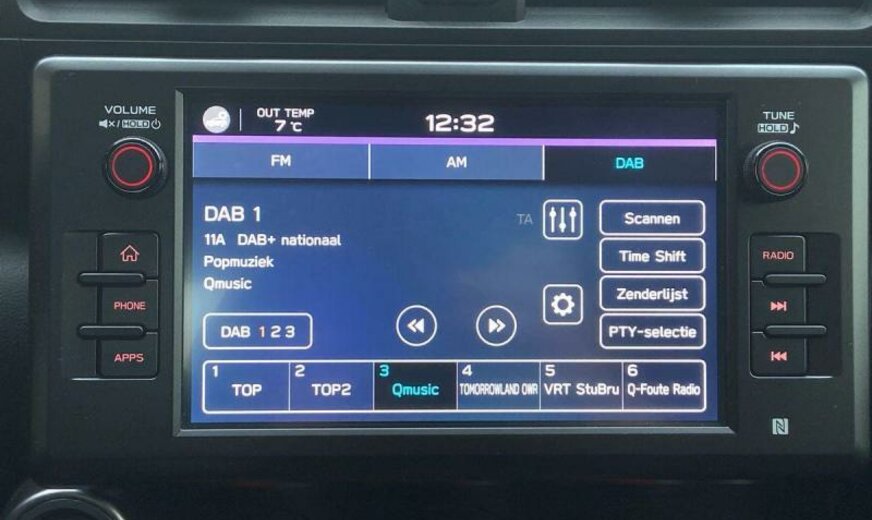 VOLUME
HOLD
OUT TEMP
7 °C
12:32
TUNE
HOLD
FM
AM
DAB
DAB 1
TA
Scannen
11A DAB+ nationaal
Popmuziek
Time Shift
Qmusic
Zenderlijst
DAB 1 2 3
PTY-selectie
1 TOP
2 TOP2
3 Qmusic
4 TOMORROWLAND OWR
5 VRT StuBru
6 Q-Foute Radio
PHONE
APPS
RADIO
N